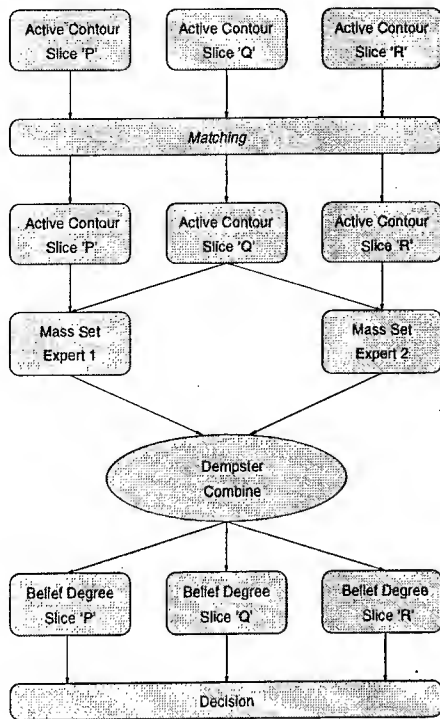 Active Contour
Slice 'P'
Active Contour
Slice 'Q'
Active Contour
Slice 'R'
Matching
Active Contour
Slice 'P'
Active Contour
Slice 'Q'
Active Contour
Slice 'R'
Mass Set
Expert 1
Mass Set
Expert 2
Dempster
Combine
Belief Degree
Slice 'P'
Belief Degree
Slice 'Q'
Belief Degree
Slice 'R'
Decision